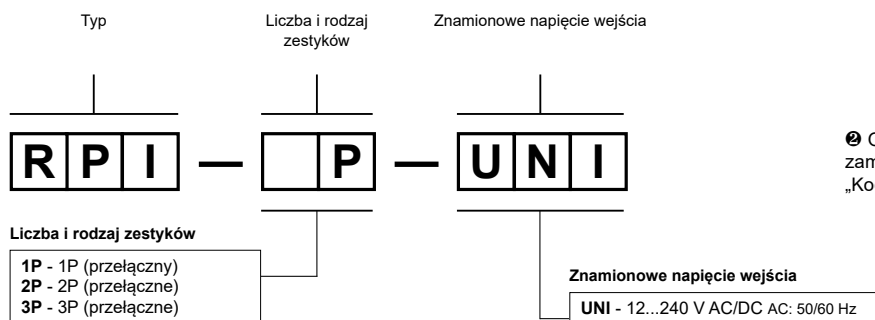 Typ
Liczba i rodzaj
zestyków
Znamionowe napięcie wejścia
R P I — P — U N I
❷
Liczba i rodzaj zestyków
1P - 1P (przełączny)
2P - 2P (przełączne)
3P - 3P (przełączne)
Znamionowe napięcie wejścia
UNI - 12...240 V AC/DC AC: 50/60 Hz